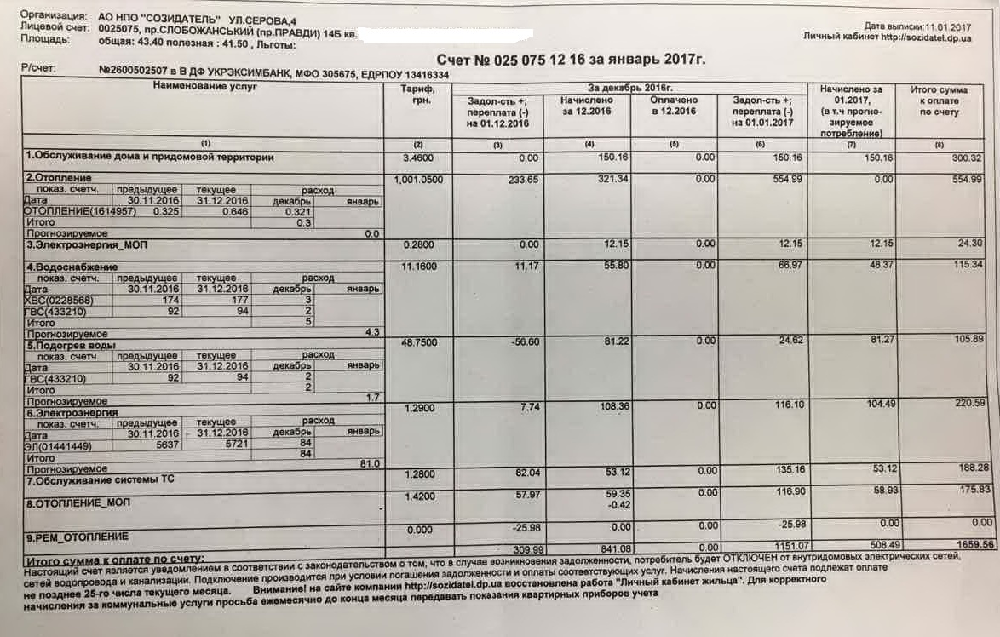 Организация: АО НПО "СОЗИДАТЕЛЬ" УЛ.СЕРОВА,4
Лицевой счет: 0025075, пр.СЛОБОЖАНСЬКИЙ (пр.ПРАВДИ) 14Б кв.
Площадь: общая: 43.40 полезная : 41.50 , Льготы:
Дата выписки:11.01.2017
Личный кабинет http://sozidatel.dp.ua
Счет № 025 075 12 16 за январь 2017г.
Р/счет: №2600502507 в В ДФ УКРЭКСИМБАНК, МФО 305675, ЕДРПОУ 13416334
Наименование услуг Тариф, грн. За декабрь 2016г. Начислено за 01.2017, (в т.ч прогно-зируемое потребление) Итого сумма к оплате по счету
Задол-сть +; переплата (-) на 01.12.2016 Начислено за 12.2016 Оплачено в 12.2016 Задол-сть +; переплата (-) на 01.01.2017
(1) (2) (3) (4) (5) (6) (7) (8)
1.Обслуживание дома и придомовой территории 3.4600 0.00 150.16 0.00 150.16 150.16 300.32
2.Отопление 1,001.0500 233.65 321.34 0.00 554.99 0.00 554.99
показ. счетч. предыдущее текущее расход
Дата 30.11.2016 31.12.2016 декабрь январь
ОТОПЛЕНИЕ(1614957) 0.325 0.646 0.321
Итого 0.3
Прогнозируемое 0.0
3.Электроэнергия_МОП 0.2800 0.00 12.15 0.00 12.15 12.15 24.30
4.Водоснабжение 11.1600 11.17 55.80 0.00 66.97 48.37 115.34
показ. счетч. предыдущее текущее расход
Дата 30.11.2016 31.12.2016 декабрь январь
ХВС(0228568) 174 177 3
ГВС(433210) 92 94 2
Итого 5
Прогнозируемое 4.3
5.Подогрев воды 48.7500 -56.60 81.22 0.00 24.62 81.27 105.89
показ. счетч. предыдущее текущее расход
Дата 30.11.2016 31.12.2016 декабрь январь
ГВС(433210) 92 94 2
Итого 2
Прогнозируемое 1.7
6.Электроэнергия 1.2900 7.74 108.36 0.00 116.10 104.49 220.59
показ. счетч. предыдущее текущее расход
Дата 30.11.2016 31.12.2016 декабрь январь
ЭЛ(01441449) 5637 5721 84
Итого 84
Прогнозируемое 81.0
7.Обслуживание системы ТС 1.2800 82.04 53.12 0.00 135.16 53.12 188.28
8.ОТОПЛЕНИЕ_МОП 1.4200 57.97 59.35 0.00 116.90 58.93 175.83
-0.42
9.РЕМ_ОТОПЛЕНИЕ 0.000 -25.98 0.00 0.00 -25.98 0.00 0.00
Итого сумма к оплате по счету: 309.99 841.08 0.00 1151.07 508.49 1659.56
Настоящий счет является уведомлением в соответствии с законодательством о том, что в случае возникновения задолженности, потребитель будет ОТКЛЮЧЕН от внутридомовых электрических сетей,
сетей водопровода и канализации. Подключение производится при условии погашения задолженности и оплаты соответствующих услуг. Начисления настоящего счета подлежат оплате
не позднее 25-го числа текущего месяца. Внимание! на сайте компании http://sozidatel.dp.ua восстановлена работа "Личный кабинет жильца". Для корректного
начисления за коммунальные услуги просьба ежемесячно до конца месяца передавать показания квартирных приборов учета